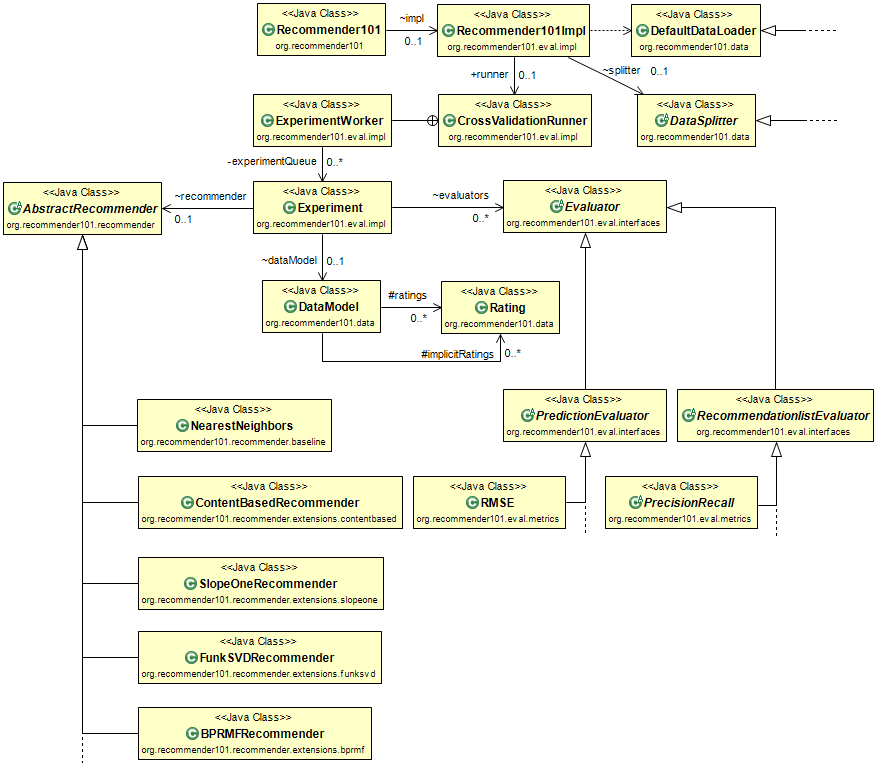 <<Java Class>>
Recommender101
org.recommender101
~impl
0..1
<<Java Class>>
Recommender101Impl
org.recommender101.eval.impl
<<Java Class>>
DefaultDataLoader
org.recommender101.data
+runner
0..1
~splitter
0..1
<<Java Class>>
ExperimentWorker
org.recommender101.eval.impl
<<Java Class>>
CrossValidationRunner
org.recommender101.eval.impl
<<Java Class>>
DataSplitter
org.recommender101.data
-experimentQueue
0..*
<<Java Class>>
AbstractRecommender
org.recommender101.recommender
~recommender
0..1
<<Java Class>>
Experiment
org.recommender101.eval.impl
~evaluators
0..*
<<Java Class>>
Evaluator
org.recommender101.eval.interfaces
~dataModel
0..1
<<Java Class>>
DataModel
org.recommender101.data
#ratings
0..*
<<Java Class>>
Rating
org.recommender101.data
#implicitRatings
0..*
<<Java Class>>
NearestNeighbors
org.recommender101.recommender.baseline
<<Java Class>>
PredictionEvaluator
org.recommender101.eval.interfaces
<<Java Class>>
RecommendationlistEvaluator
org.recommender101.eval.interfaces
<<Java Class>>
ContentBasedRecommender
org.recommender101.recommender.extensions.contentbased
<<Java Class>>
RMSE
org.recommender101.eval.metrics
<<Java Class>>
PrecisionRecall
org.recommender101.eval.metrics
<<Java Class>>
SlopeOneRecommender
org.recommender101.recommender.extensions.slopeone
<<Java Class>>
FunkSVDRecommender
org.recommender101.recommender.extensions.funksvd
<<Java Class>>
BPRMFRecommender
org.recommender101.recommender.extensions.bprmf